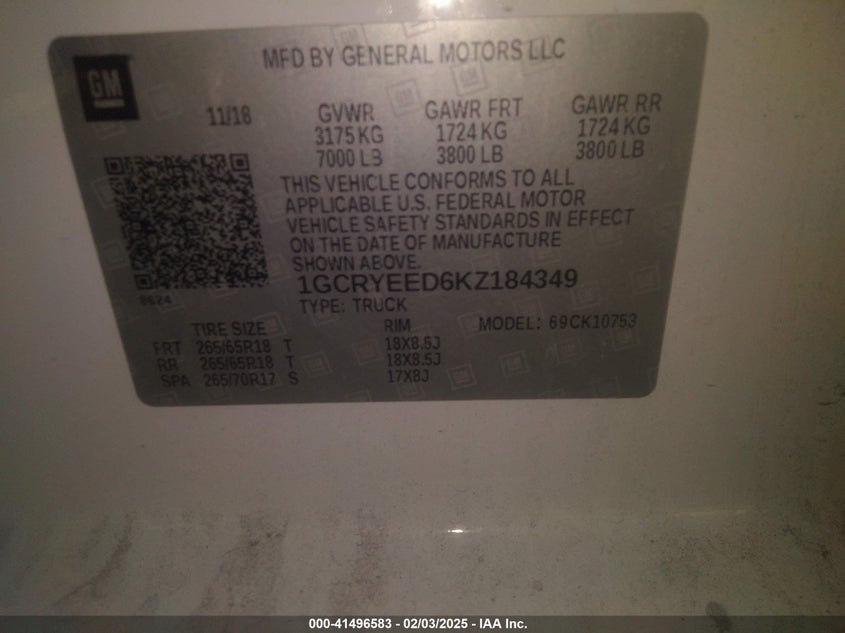 GM
MFD BY GENERAL MOTORS LLC
11/18 GVWR GAWR FRT GAWR RR
3175 KG 1724 KG 1724 KG
7000 LB 3800 LB 3800 LB
THIS VEHICLE CONFORMS TO ALL
APPLICABLE U.S. FEDERAL MOTOR
VEHICLE SAFETY STANDARDS IN EFFECT
ON THE DATE OF MANUFACTURE
SHOWN ABOVE.
1GCRYEED6KZ184349
8624
TYPE: TRUCK
TIRE SIZE RIM MODEL: 69CK10753
FRT 265/65R18 T 18X8.5J
RR 265/65R18 T 18X8.5J
SPA 265/70R17 S 17X8J
000-41496583 - 02/03/2025 - IAA Inc.